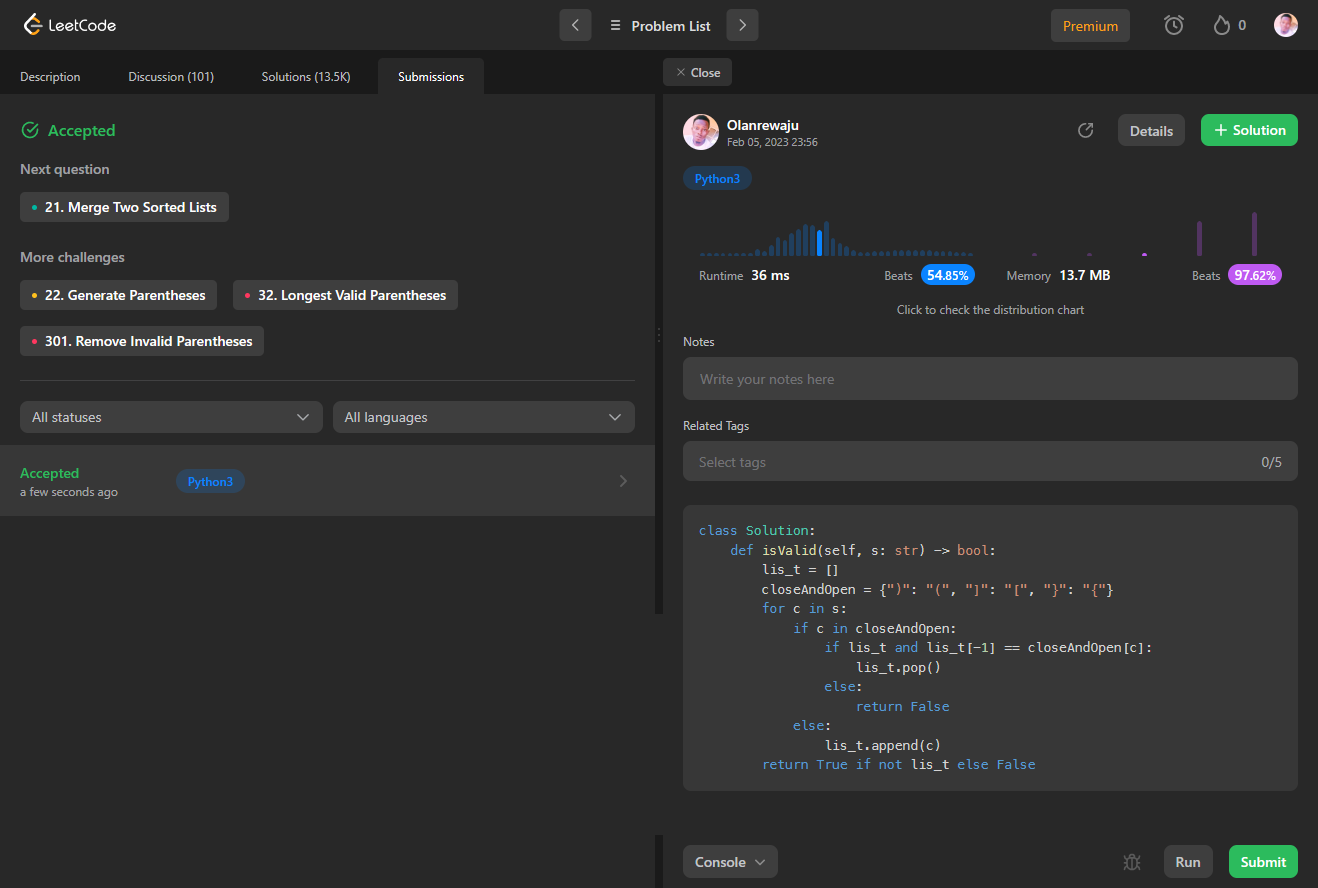 LeetCode
Problem List
Premium
0
Description
Discussion (101)
Solutions (13.5K)
Submissions
Close
Accepted
Next question
21. Merge Two Sorted Lists
More challenges
22. Generate Parentheses
32. Longest Valid Parentheses
301. Remove Invalid Parentheses
All statuses
All languages
Accepted
a few seconds ago
Python3
Olanrewaju
Feb 05, 2023 23:56
Details
+ Solution
Python3
Runtime 36 ms
Beats 54.85%
Memory 13.7 MB
Beats 97.62%
Click to check the distribution chart
Notes
Write your notes here
Related Tags
Select tags
0/5
class Solution:
    def isValid(self, s: str) -> bool:
        lis_t = []
        closeAndOpen = {")": "(", "]": "[", "}": "{"}
        for c in s:
            if c in closeAndOpen:
                if lis_t and lis_t[-1] == closeAndOpen[c]:
                    lis_t.pop()
                else:
                    return False
            else:
                lis_t.append(c)
        return True if not lis_t else False
Console
Run
Submit